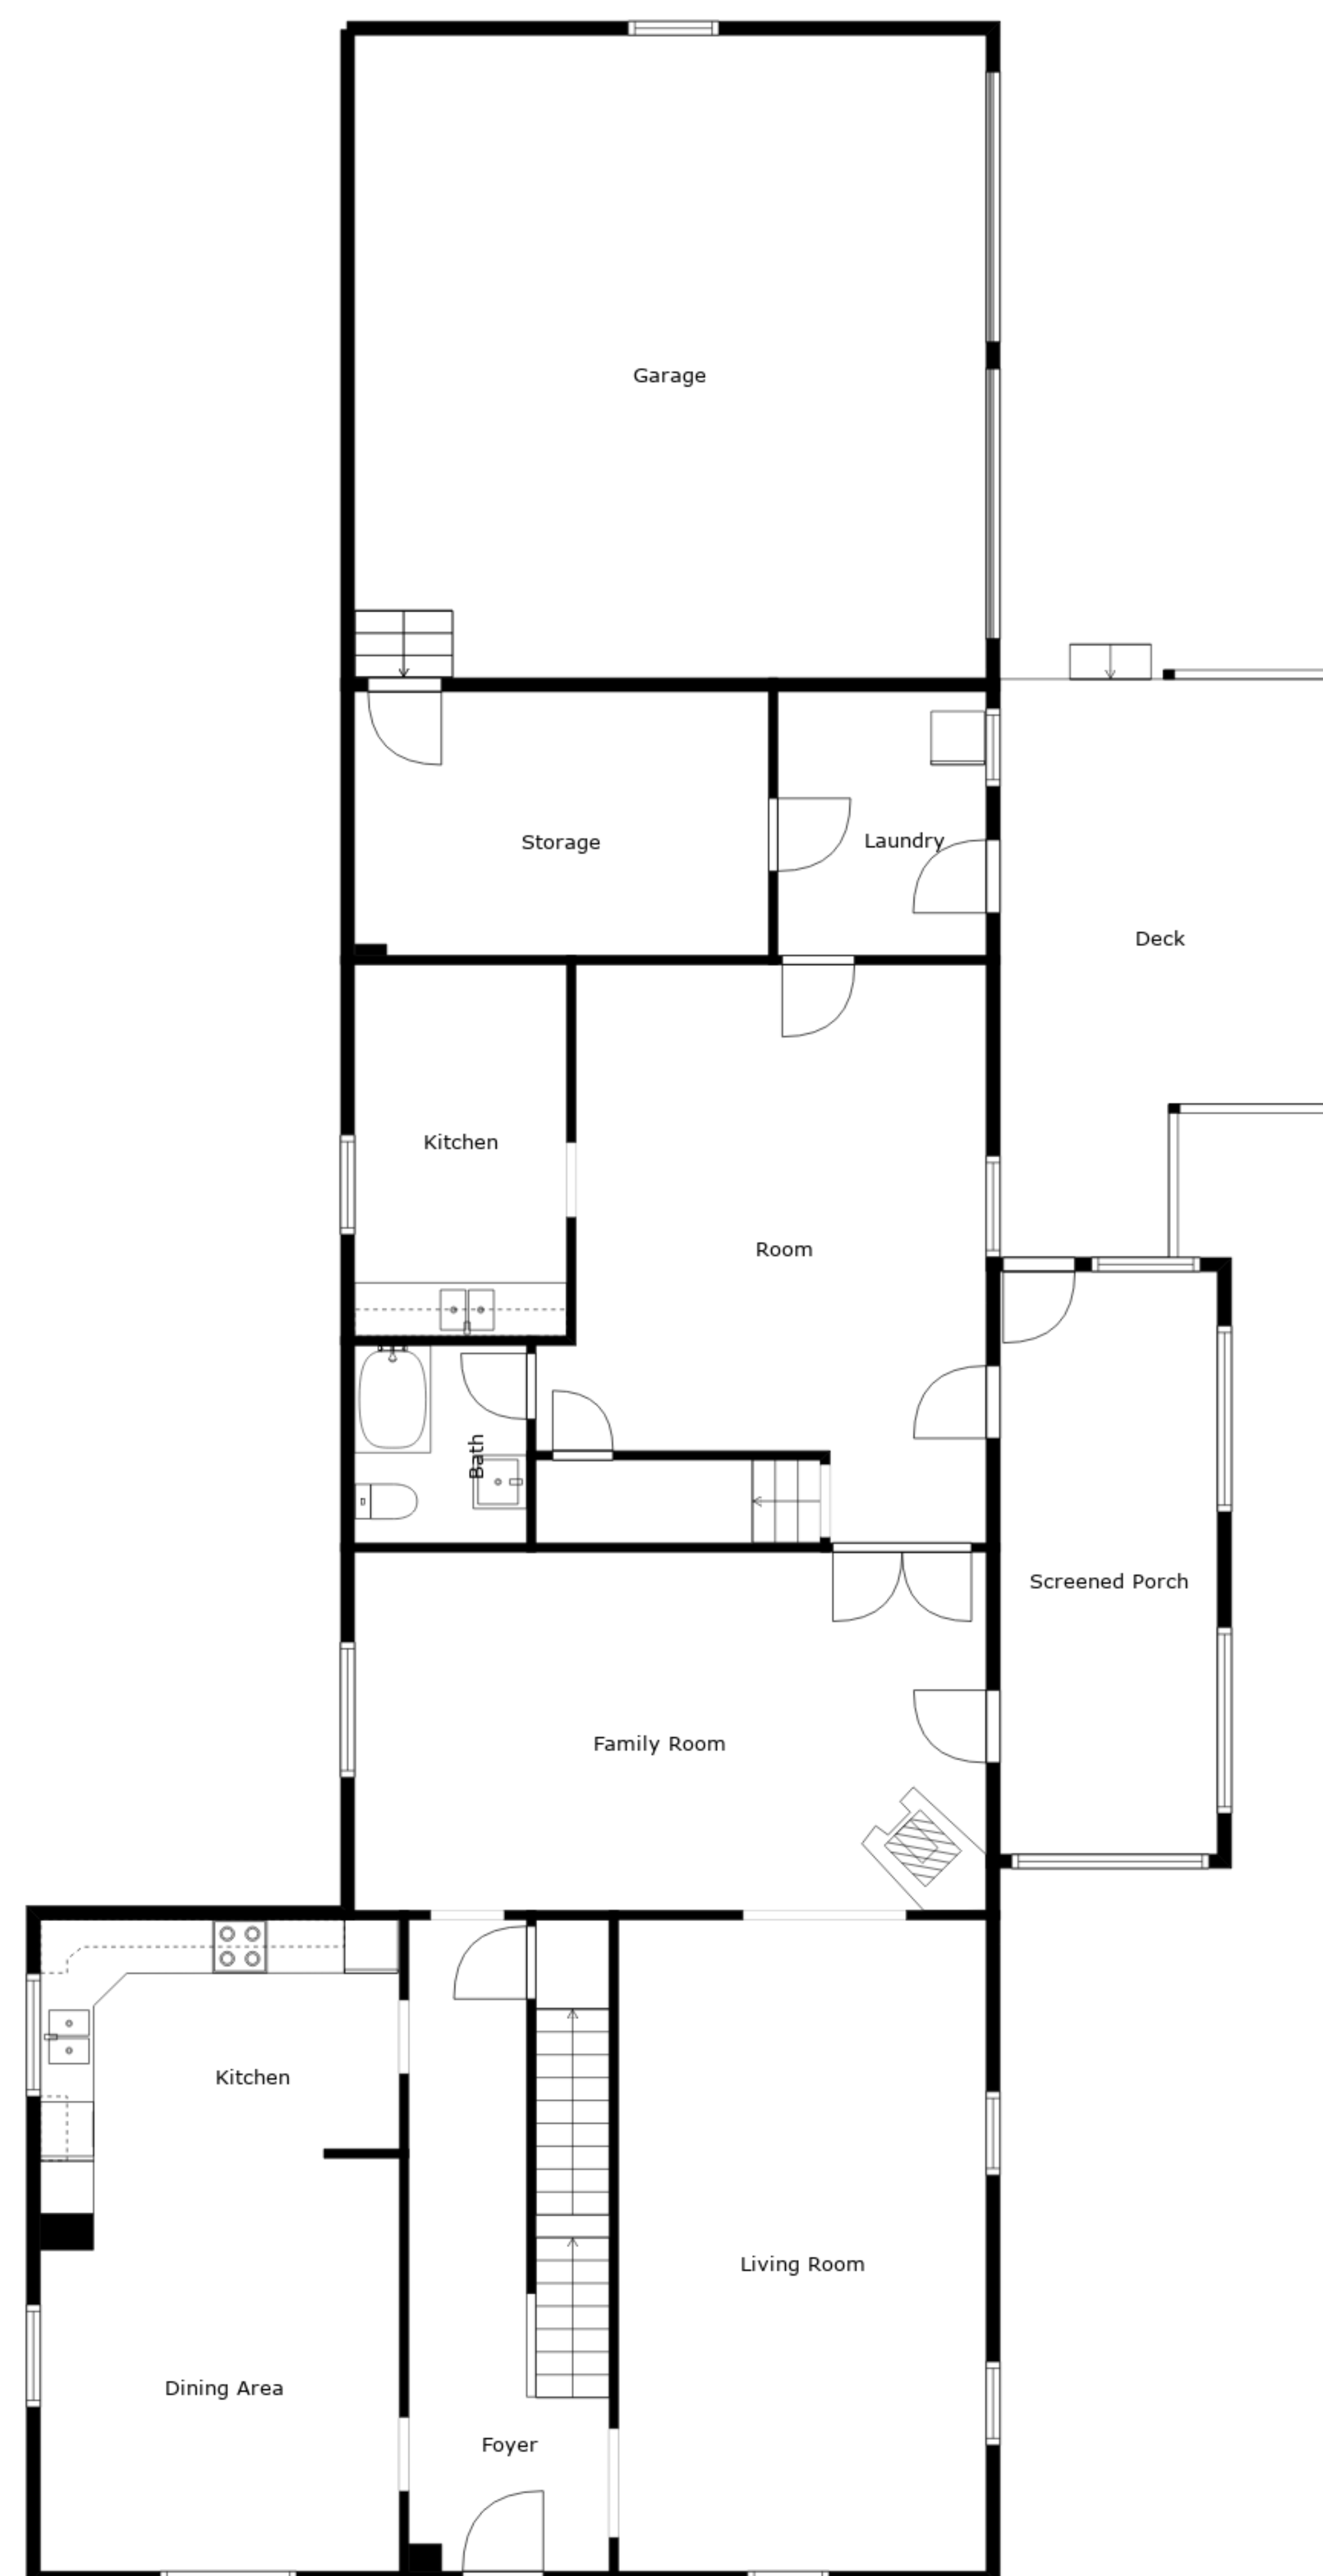 Garage
Storage
Laundry
Deck
Kitchen
Room
Bath
Screened Porch
Family Room
Kitchen
Living Room
Dining Area
Foyer